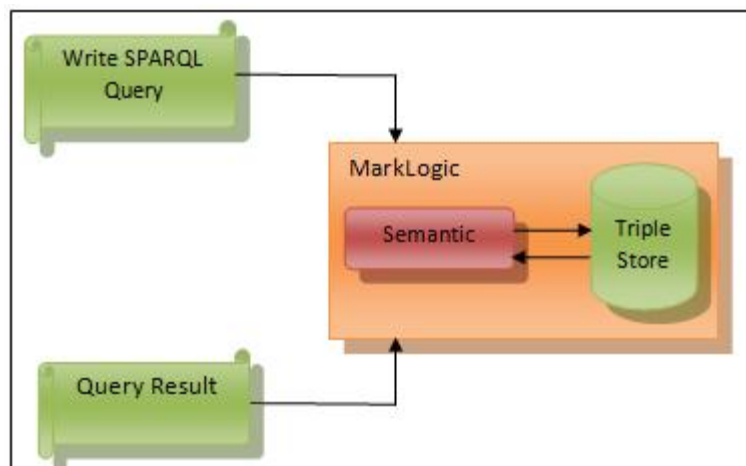 Write SPARQL
Query
MarkLogic
Semantic
Triple
Store
Query Result